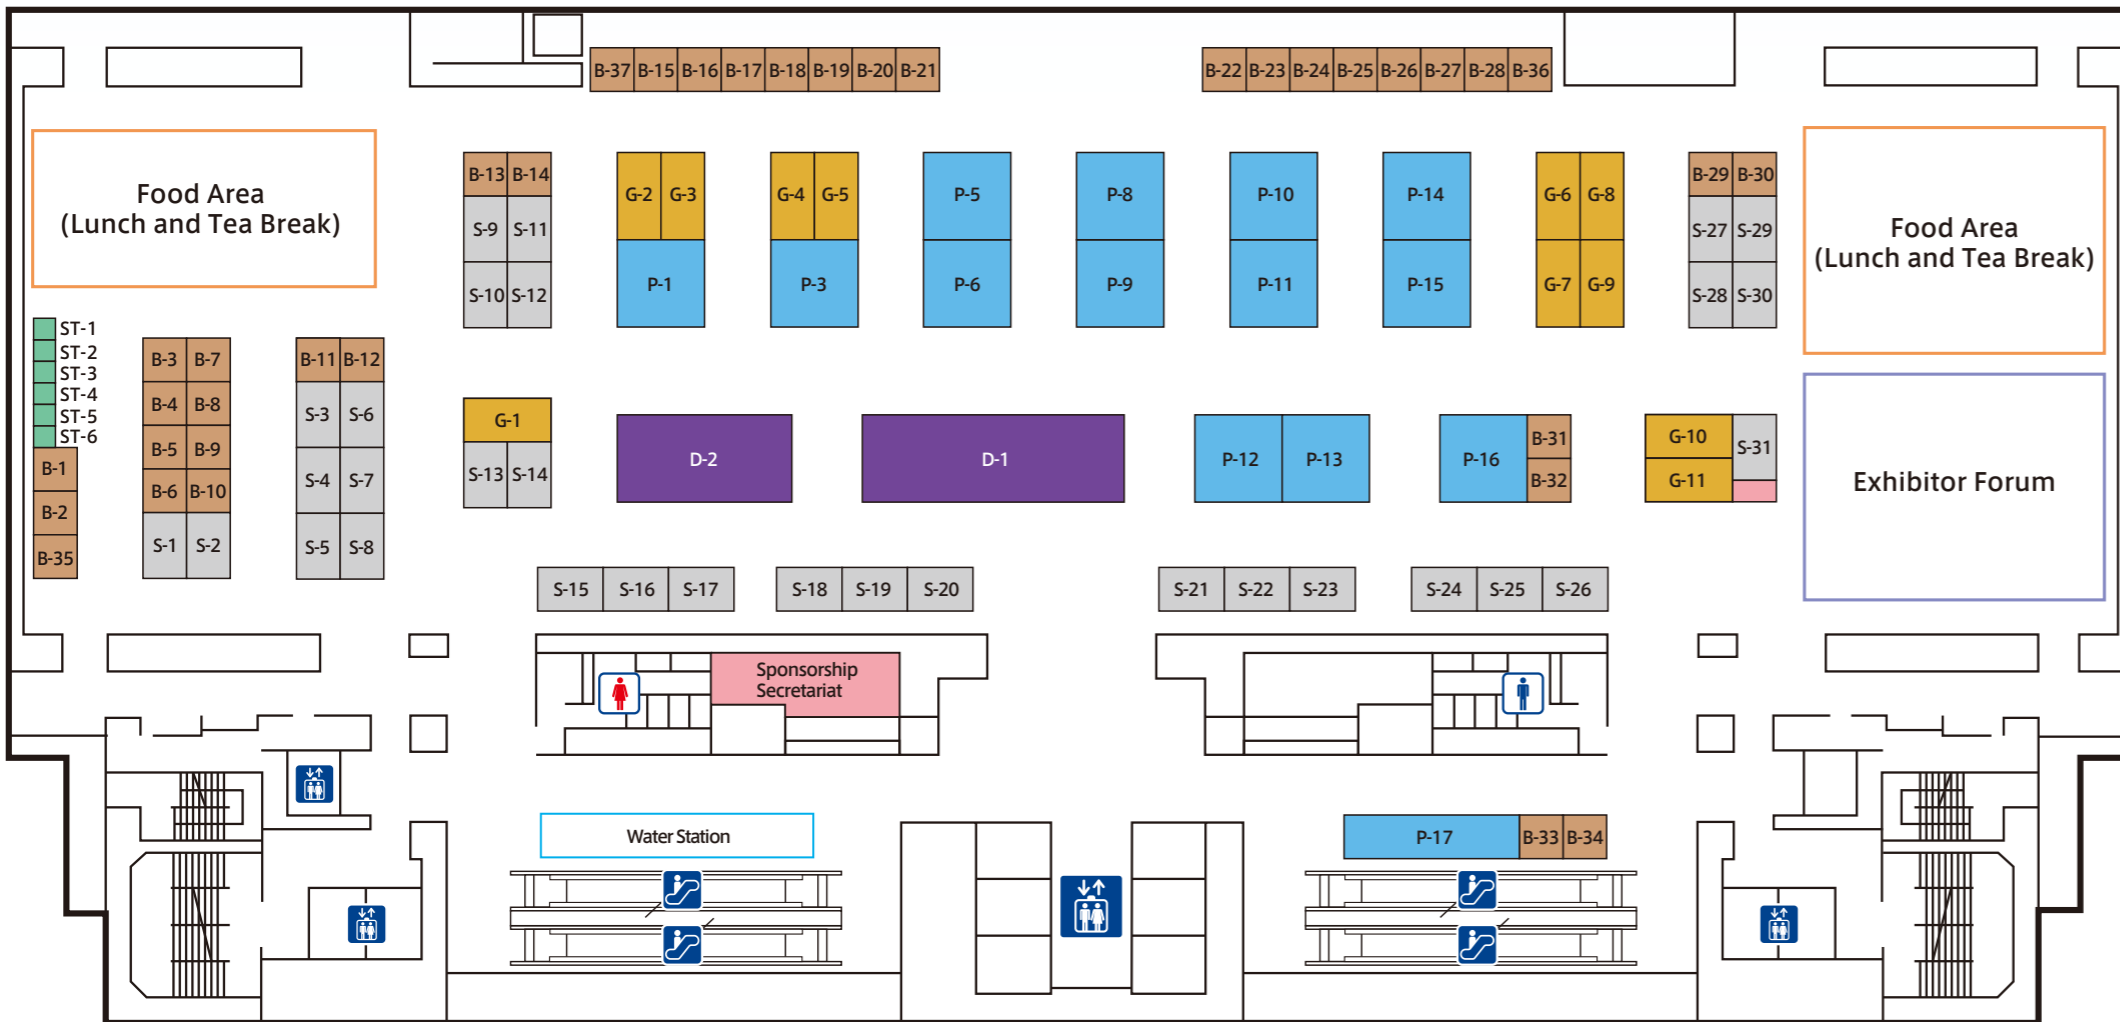 B-37 B-15 B-16 B-17 B-18 B-19 B-20 B-21
B-22 B-23 B-24 B-25 B-26 B-27 B-28 B-36
Food Area
(Lunch and Tea Break)
B-13 B-14
S-9 S-11
S-10 S-12
G-2 G-3
P-1
G-4 G-5
P-3
P-5
P-6
P-8
P-9
P-10
P-11
P-14
P-15
G-6 G-8
G-7 G-9
B-29 B-30
S-27 S-29
S-28 S-30
Food Area
(Lunch and Tea Break)
ST-1
ST-2
ST-3
ST-4
ST-5
ST-6
B-1
B-2
B-35
B-3 B-7
B-4 B-8
B-5 B-9
B-6 B-10
S-1 S-2
B-11 B-12
S-3 S-6
S-4 S-7
S-5 S-8
G-1
S-13 S-14
D-2
D-1
P-12 P-13
P-16
B-31
B-32
G-10
G-11
S-31
Exhibitor Forum
S-15 S-16 S-17
S-18 S-19 S-20
S-21 S-22 S-23
S-24 S-25 S-26
Sponsorship
Secretariat
Water Station
P-17 B-33 B-34